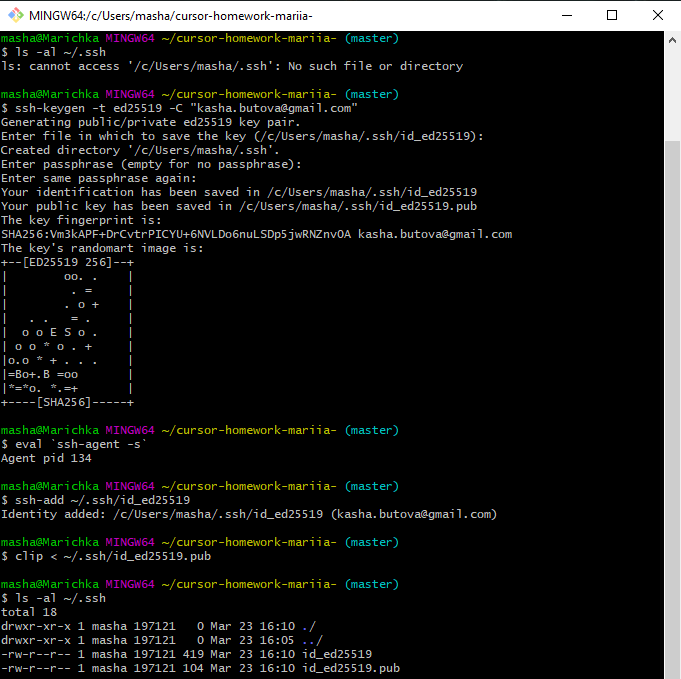 MINGW64:/c/Users/masha/cursor-homework-mariia-
masha@Marichka MINGW64 ~/cursor-homework-mariia- (master)
$ ls -al ~/.ssh
ls: cannot access '/c/Users/masha/.ssh': No such file or directory

masha@Marichka MINGW64 ~/cursor-homework-mariia- (master)
$ ssh-keygen -t ed25519 -C "kasha.butova@gmail.com"
Generating public/private ed25519 key pair.
Enter file in which to save the key (/c/Users/masha/.ssh/id_ed25519):
Created directory '/c/Users/masha/.ssh'.
Enter passphrase (empty for no passphrase):
Enter same passphrase again:
Your identification has been saved in /c/Users/masha/.ssh/id_ed25519
Your public key has been saved in /c/Users/masha/.ssh/id_ed25519.pub
The key fingerprint is:
SHA256:Vm3kAPF+DrCvtrPICYU+6NVLDo6nuLSDp5jwRNZnvOA kasha.butova@gmail.com
The key's randomart image is:
+--[ED25519 256]--+
|        oo. .    |
|         . =     |
|        . o +    |
|   . .   = .     |
|  o o E S o .    |
| o o * o . +     |
|o.o * + . . .    |
|=Bo+.B =oo       |
|*=*o. *.=+       |
+----[SHA256]-----+

masha@Marichka MINGW64 ~/cursor-homework-mariia- (master)
$ eval `ssh-agent -s`
Agent pid 134

masha@Marichka MINGW64 ~/cursor-homework-mariia- (master)
$ ssh-add ~/.ssh/id_ed25519
Identity added: /c/Users/masha/.ssh/id_ed25519 (kasha.butova@gmail.com)

masha@Marichka MINGW64 ~/cursor-homework-mariia- (master)
$ clip < ~/.ssh/id_ed25519.pub

masha@Marichka MINGW64 ~/cursor-homework-mariia- (master)
$ ls -al ~/.ssh
total 18
drwxr-xr-x 1 masha 197121   0 Mar 23 16:10 ./
drwxr-xr-x 1 masha 197121   0 Mar 23 16:05 ../
-rw-r--r-- 1 masha 197121 419 Mar 23 16:10 id_ed25519
-rw-r--r-- 1 masha 197121 104 Mar 23 16:10 id_ed25519.pub